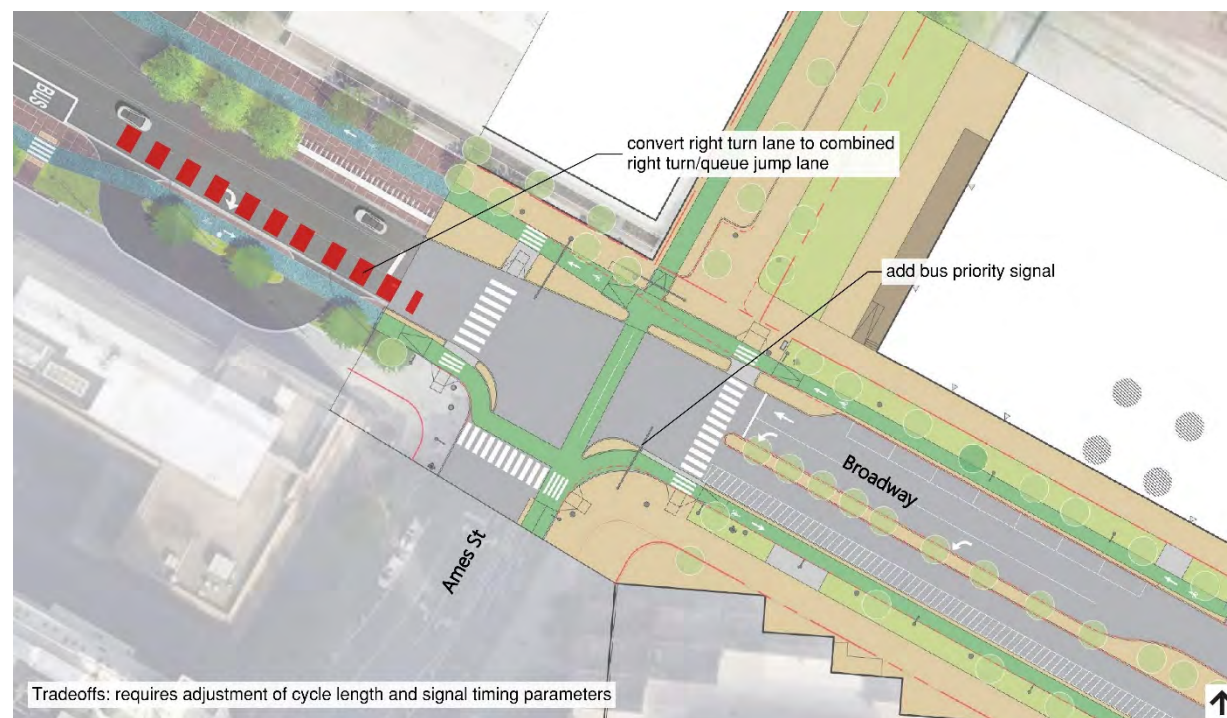 BUS
convert right turn lane to combined
right turn/queue jump lane
add bus priority signal
Broadway
Ames St
Tradeoffs: requires adjustment of cycle length and signal timing parameters